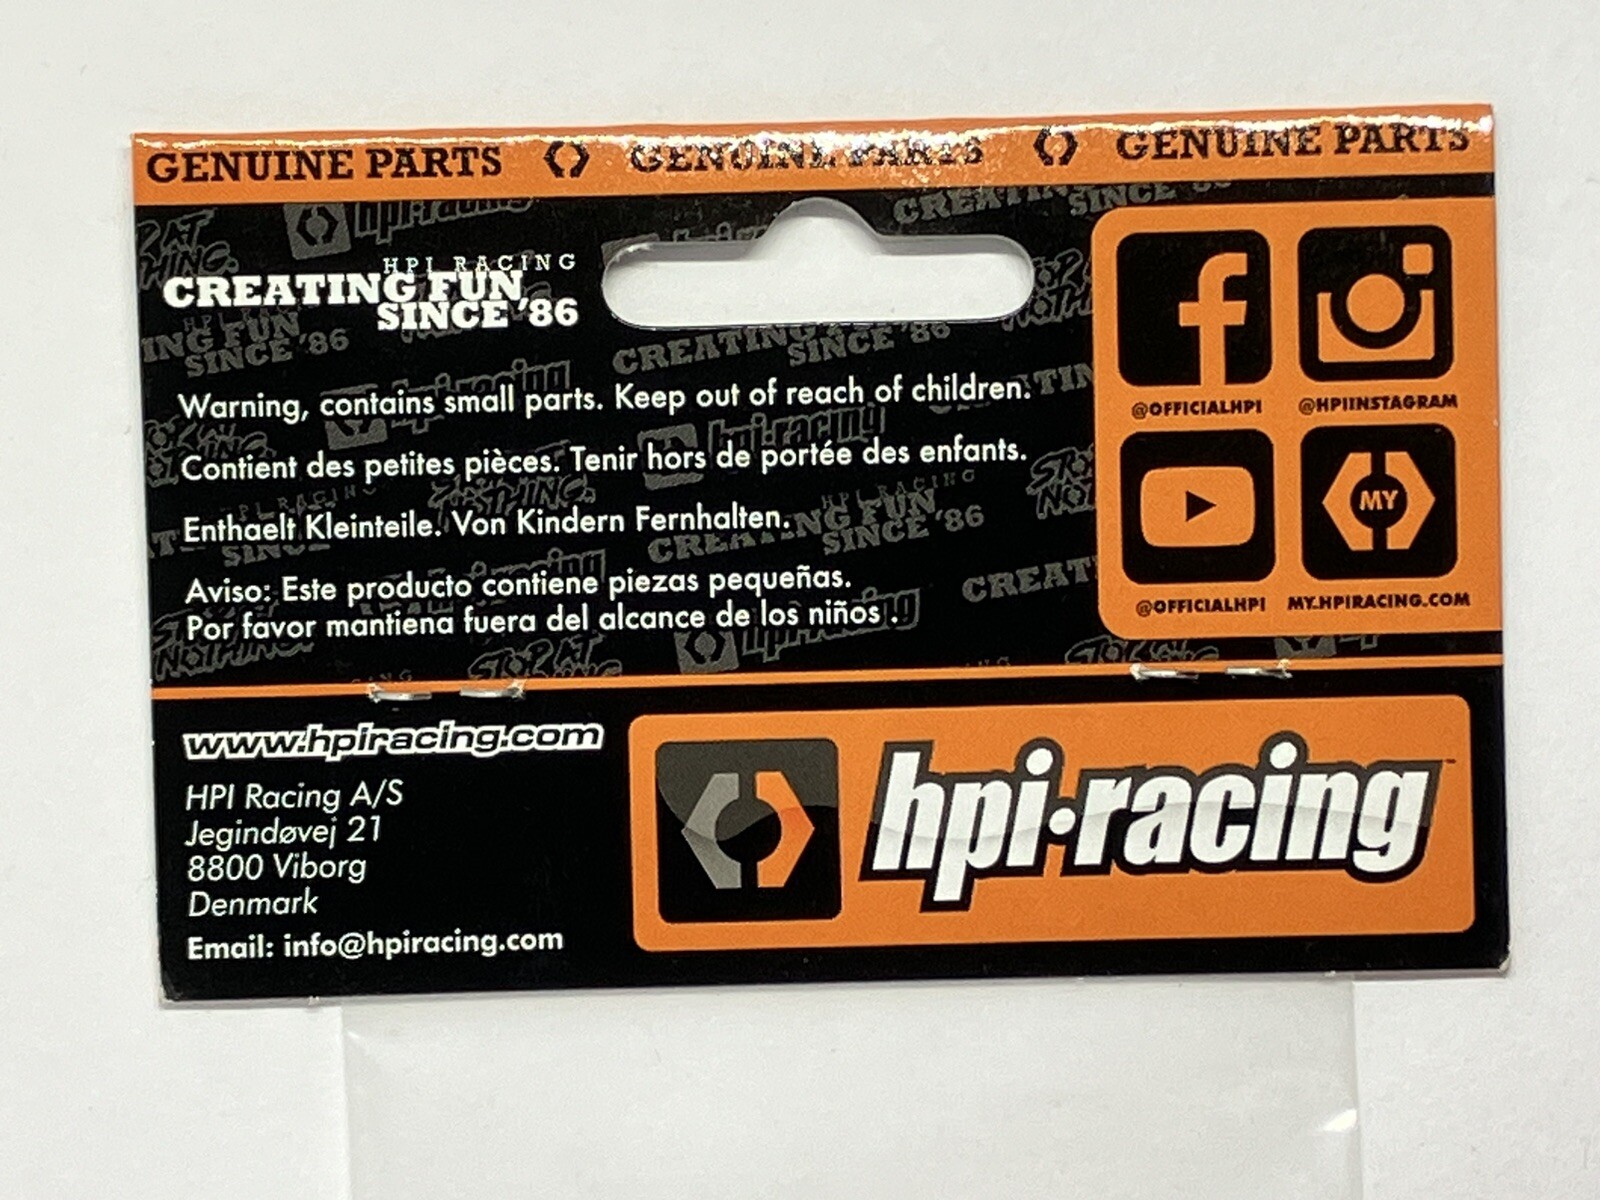 GENUINE PARTS GENUINE PARTS GENUINE PARTS
HPI RACING
CREATING FUN
SINCE '86
Warning, contains small parts. Keep out of reach of children.
Contient des petites pièces. Tenir hors de portée des enfants.
Enthaelt Kleinteile. Von Kindern Fernhalten.
Aviso: Este producto contiene piezas pequeñas.
Por favor mantiena fuera del alcance de los niños .
@OFFICIALHPI @HPIINSTAGRAM
MY
@OFFICIALHPI MY.HPIRACING.COM
www.hpiracing.com
HPI Racing A/S
Jegindøvej 21
8800 Viborg
Denmark
Email: info@hpiracing.com
hpi·racing™